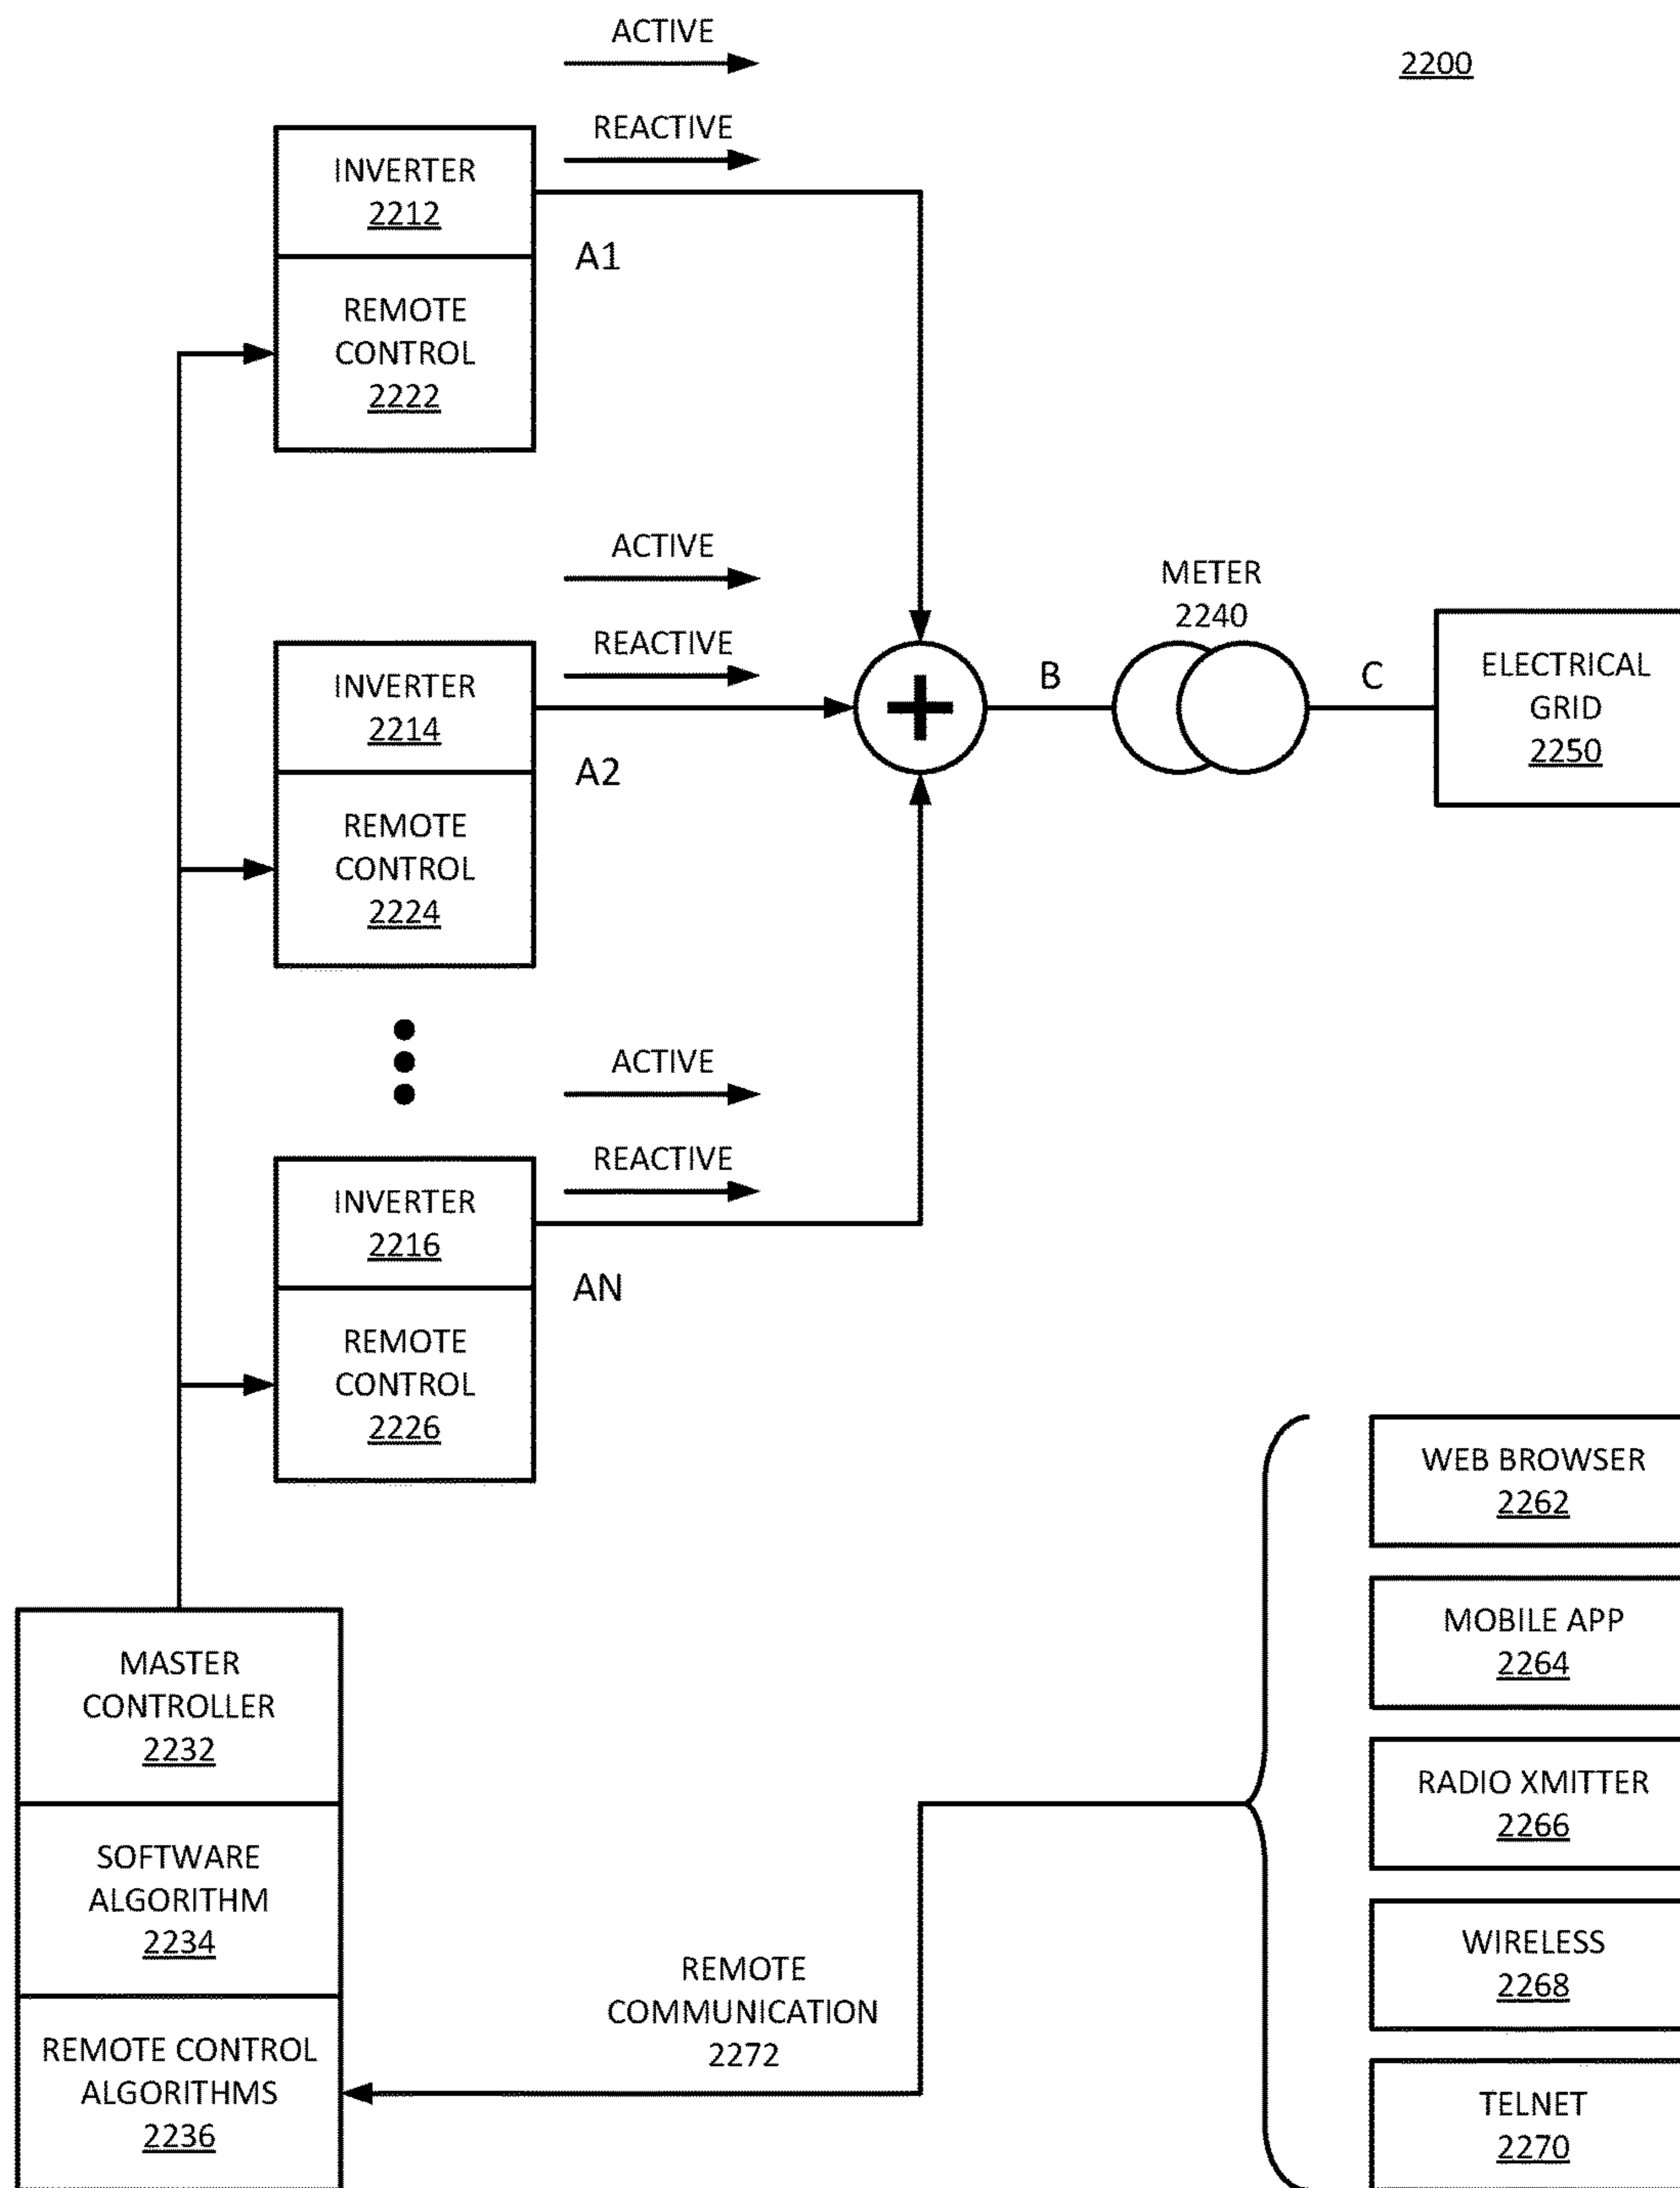 ACTIVE
2200
REACTIVE
INVERTER
2212
A1
REMOTE
CONTROL
2222
ACTIVE
REACTIVE
INVERTER
2214
A2
REMOTE
CONTROL
2224
METER
2240
B
C
ELECTRICAL
GRID
2250
ACTIVE
REACTIVE
INVERTER
2216
AN
REMOTE
CONTROL
2226
MASTER
CONTROLLER
2232
SOFTWARE
ALGORITHM
2234
REMOTE CONTROL
ALGORITHMS
2236
REMOTE
COMMUNICATION
2272
WEB BROWSER
2262
MOBILE APP
2264
RADIO XMITTER
2266
WIRELESS
2268
TELNET
2270